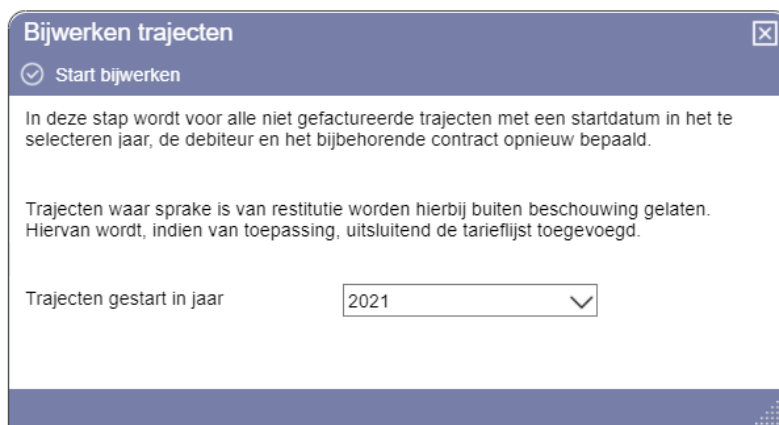 Bijwerken trajecten
Start bijwerken
In deze stap wordt voor alle niet gefactureerde trajecten met een startdatum in het te
selecteren jaar, de debiteur en het bijbehorende contract opnieuw bepaald.
Trajecten waar sprake is van restitutie worden hierbij buiten beschouwing gelaten.
Hiervan wordt, indien van toepassing, uitsluitend de tarieflijst toegevoegd.
Trajecten gestart in jaar
2021